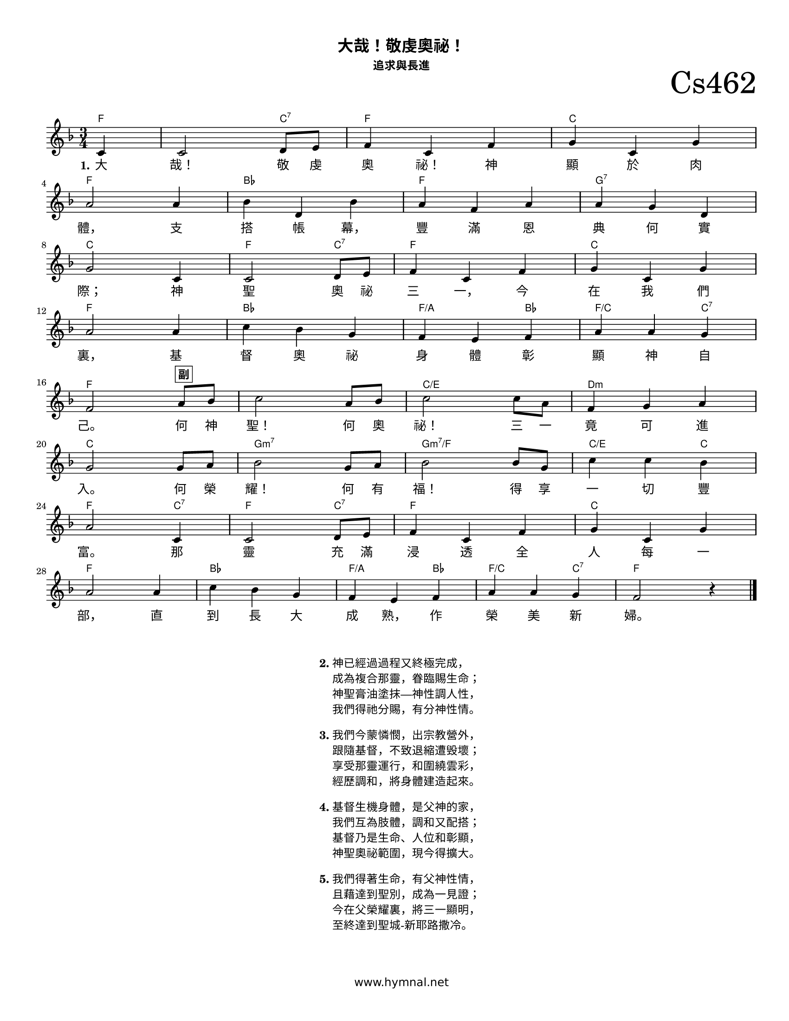 大哉！敬虔奧祕！
追求與長進
Cs462
F C7 F C
3/4
1. 大 哉！ 敬 虔 奧 祕！ 神 顯 於 肉
4 F B♭ F G7
體， 支 搭 帳 幕， 豐 滿 恩 典 何 實
8 C F C7 F C
際； 神 聖 奧 祕 三 一， 今 在 我 們
12 F B♭ F/A B♭ F/C C7
裏， 基 督 奧 祕 身 體 彰 顯 神 自
副
16 F C/E Dm
己。 何 神 聖！ 何 奧 祕！ 三 一 竟 可 進
20 C Gm7 Gm7/F C/E C
入。 何 榮 耀！ 何 有 福！ 得 享 一 切 豐
24 F C7 F C7 F C
富。 那 靈 充 滿 浸 透 全 人 每 一
28 F B♭ F/A B♭ F/C C7 F
部， 直 到 長 大 成 熟， 作 榮 美 新 婦。
2. 神已經過過程又終極完成，
成為複合那靈，眷臨賜生命；
神聖膏油塗抹—神性調人性，
我們得祂分賜，有分神性情。
3. 我們今蒙憐憫，出宗教營外，
跟隨基督，不致退縮遭毀壞；
享受那靈運行，和圍繞雲彩，
經歷調和，將身體建造起來。
4. 基督生機身體，是父神的家，
我們互為肢體，調和又配搭；
基督乃是生命、人位和彰顯，
神聖奧祕範圍，現今得擴大。
5. 我們得著生命，有父神性情，
且藉達到聖別，成為一見證；
今在父榮耀裏，將三一顯明，
至終達到聖城-新耶路撒冷。
www.hymnal.net